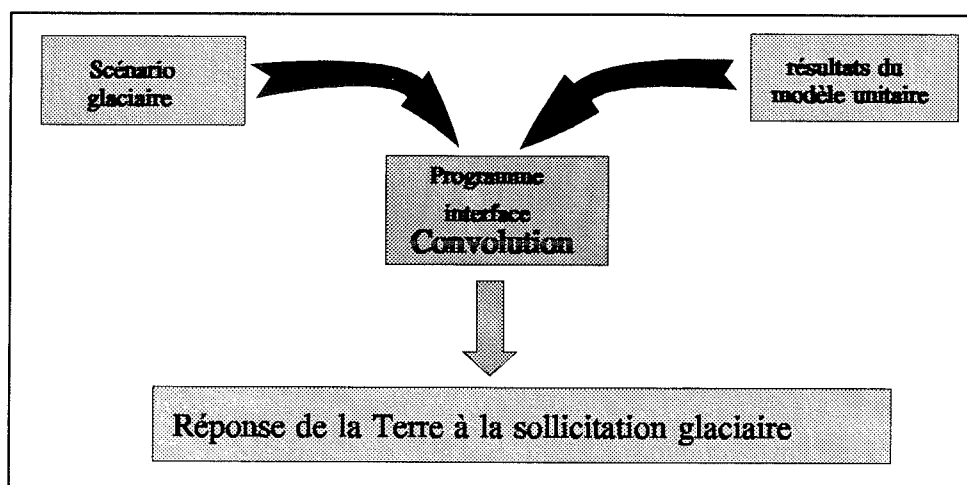 Scénario
glaciaire
résultats du
modèle unitaire
Programme
interface
Convolution
Réponse de la Terre à la sollicitation glaciaire